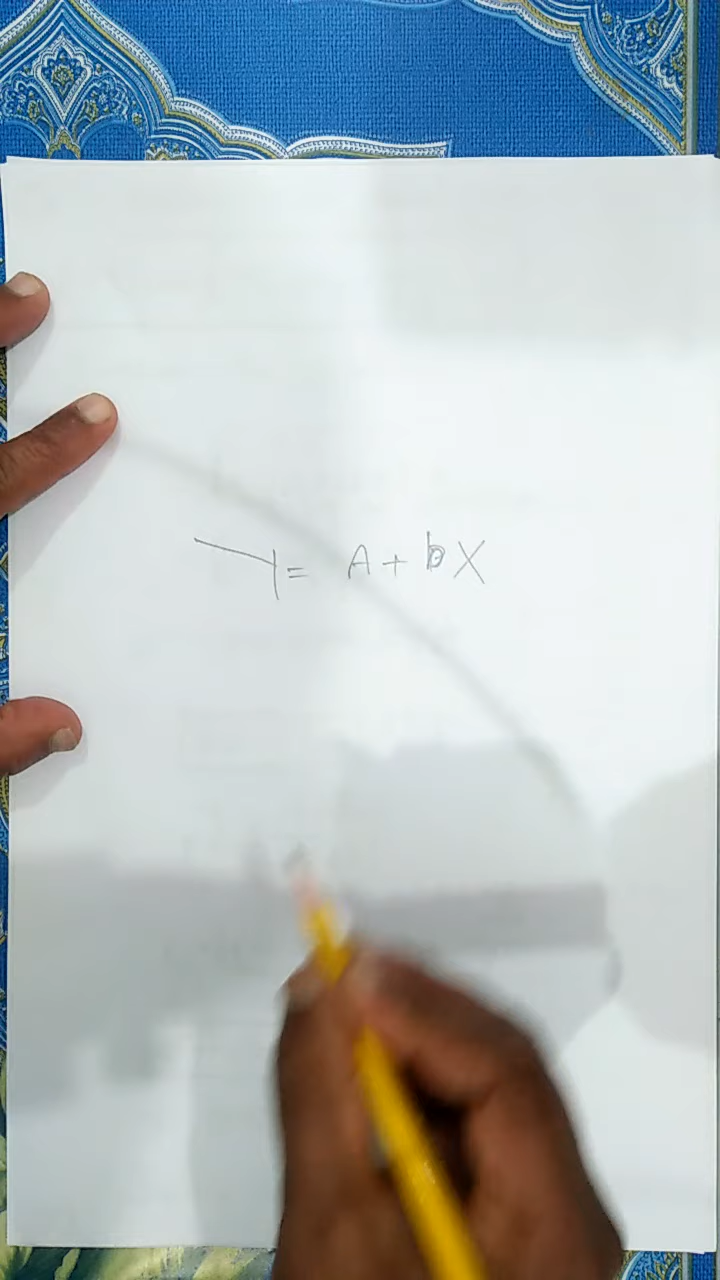 Y = A + bX